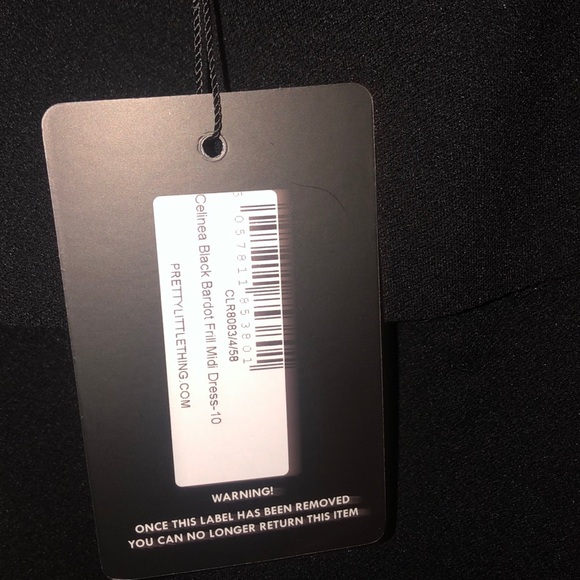 5 057811 853801
CLR8083/4/58
Celinea Black Bardot Frill Midi Dress-10
PRETTYLITTLETHING.COM
WARNING!
ONCE THIS LABEL HAS BEEN REMOVED
YOU CAN NO LONGER RETURN THIS ITEM